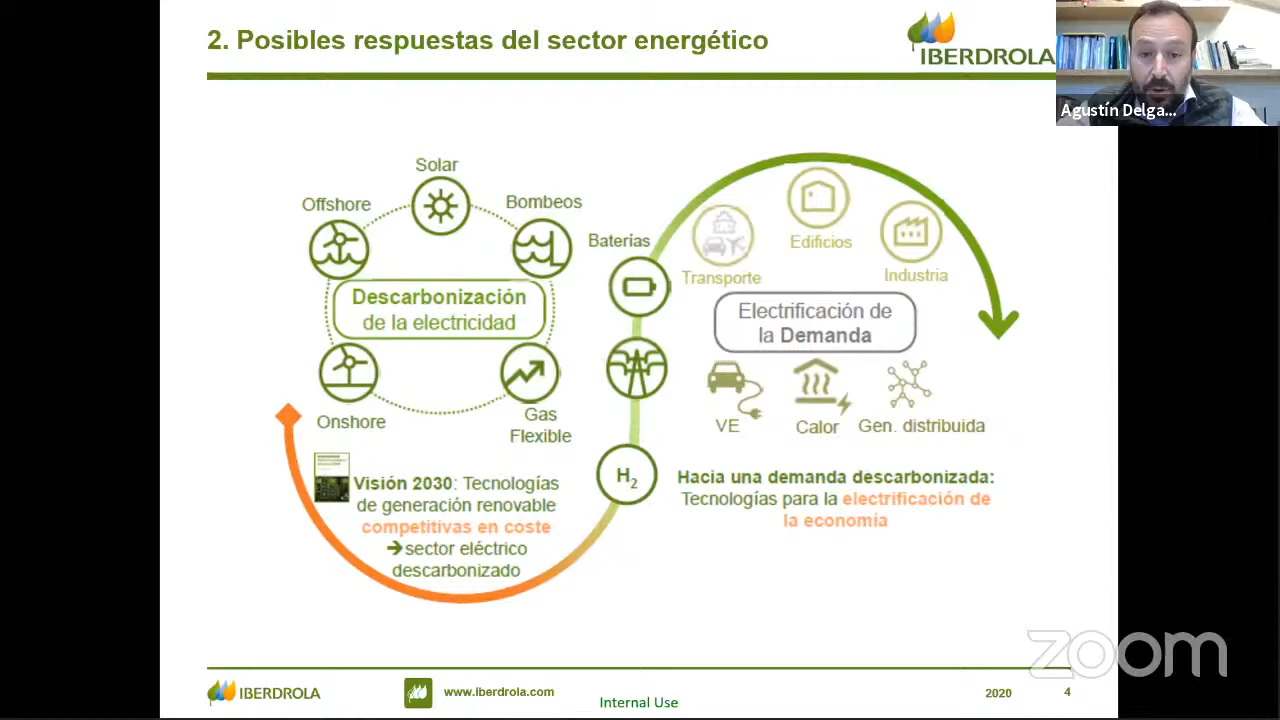 2. Posibles respuestas del sector energético
IBERDROLA
Agustín Delga...
Solar
Offshore
Bombeos
Baterías
Descarbonización
de la electricidad
Onshore
Gas
Flexible
H2
Transporte
Edificios
Industria
Electrificación de
la Demanda
VE
Calor
Gen. distribuida
Visión 2030: Tecnologías
de generación renovable
competitivas en coste
➔sector eléctrico
descarbonizado
Hacia una demanda descarbonizada:
Tecnologías para la electrificación de
la economía
zoom
IBERDROLA
www.iberdrola.com
Internal Use
2020
4